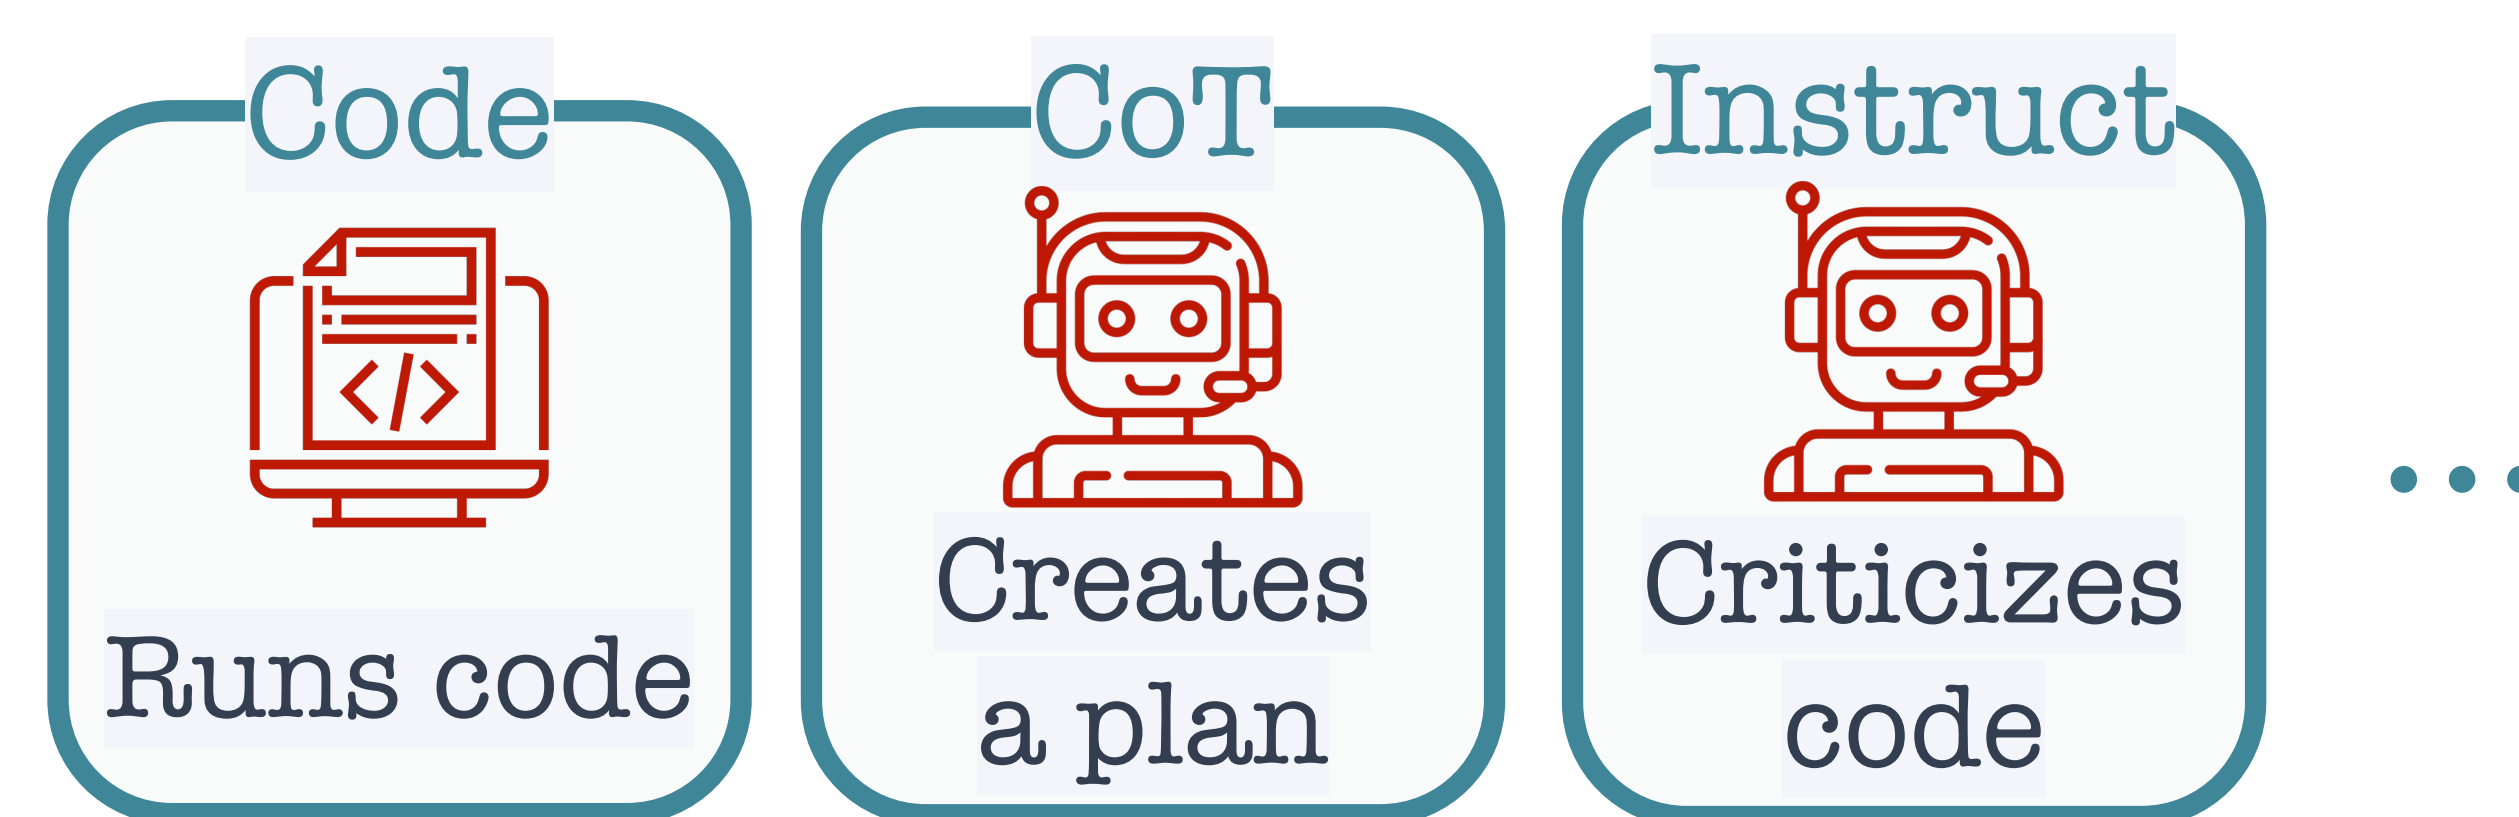 Code
Runs code
CoT
Creates
a plan
Instruct
Criticizes
code